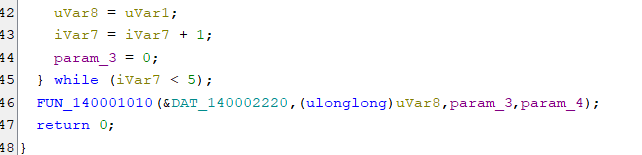 42 uVar8 = uVar1;
43 iVar7 = iVar7 + 1;
44 param_3 = 0;
45 } while (iVar7 < 5);
46 FUN_140001010(&DAT_140002220,(ulonglong)uVar8,param_3,param_4);
47 return 0;
48 }